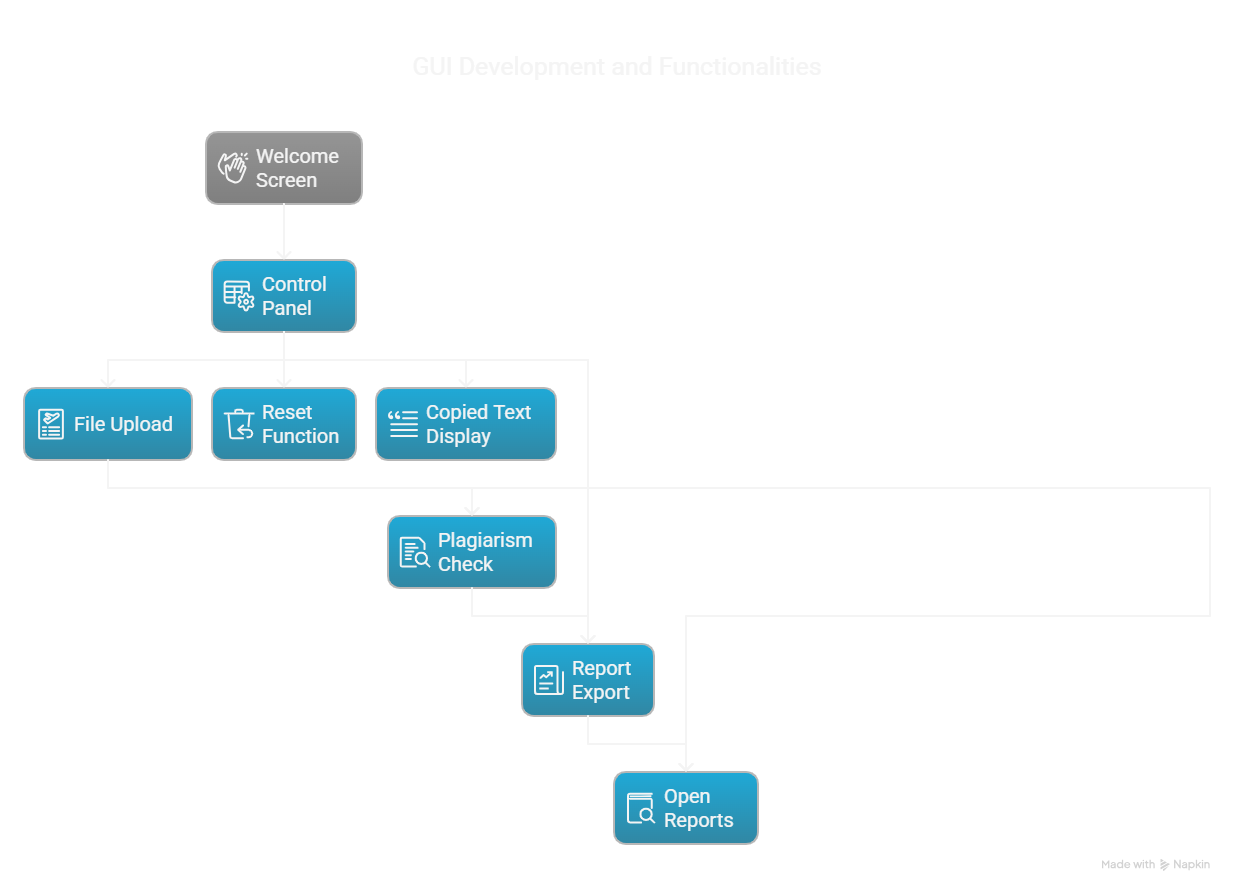 GUI Development and Functionalities
Welcome
Screen
Control
Panel
File Upload
Reset
Function
Copied Text
Display
Plagiarism
Check
Report
Export
Open
Reports
Made with Napkin